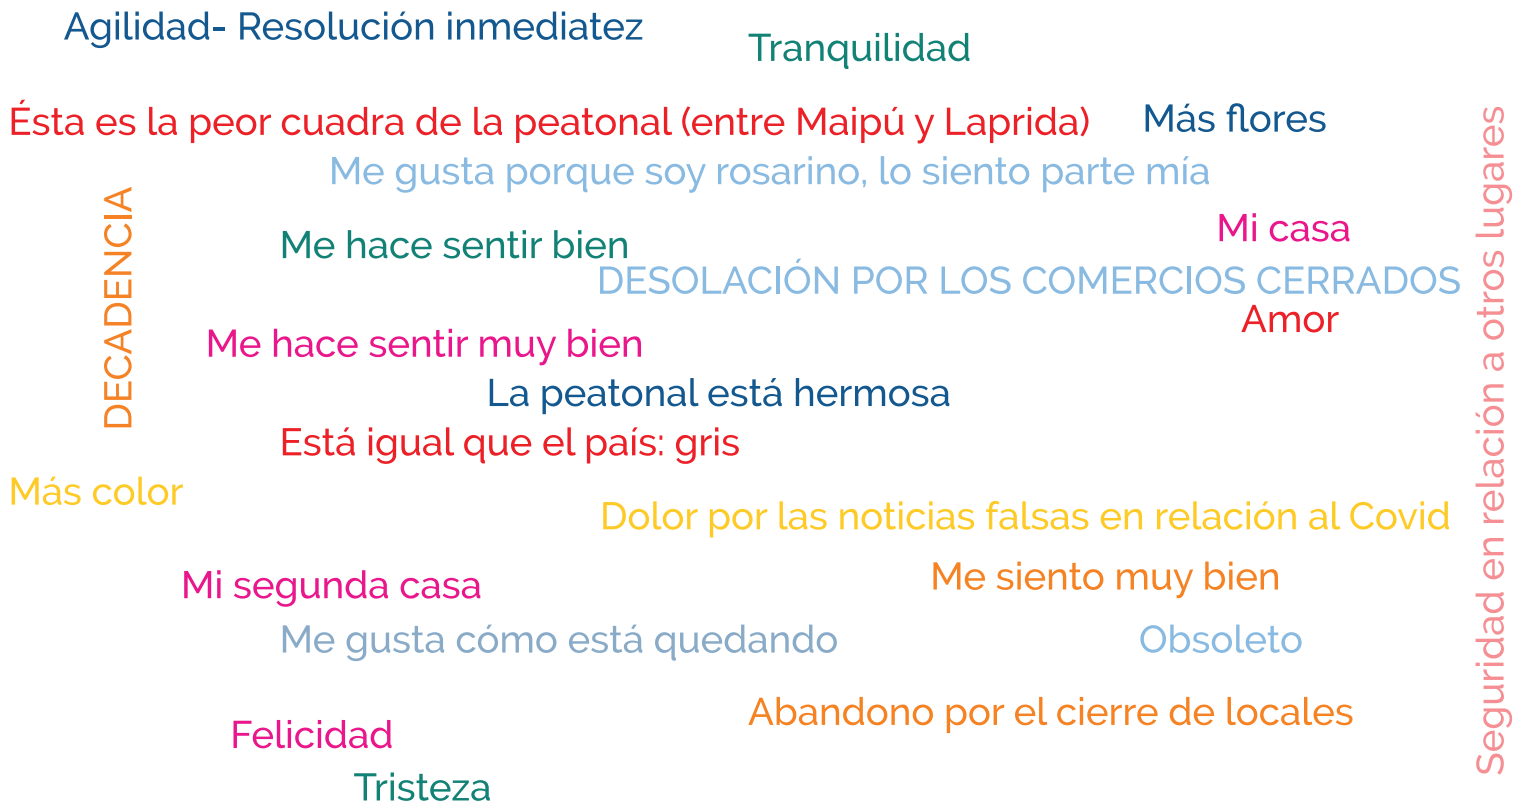 Agilidad- Resolución inmediatez
Tranquilidad
Ésta es la peor cuadra de la peatonal (entre Maipú y Laprida)
Más flores
Me gusta porque soy rosarino, lo siento parte mía
DECADENCIA
Mi casa
Me hace sentir bien
DESOLACIÓN POR LOS COMERCIOS CERRADOS
Amor
Me hace sentir muy bien
La peatonal está hermosa
Está igual que el país: gris
Más color
Dolor por las noticias falsas en relación al Covid
Mi segunda casa
Me siento muy bien
Me gusta cómo está quedando
Obsoleto
Abandono por el cierre de locales
Felicidad
Tristeza
Seguridad en relación a otros lugares